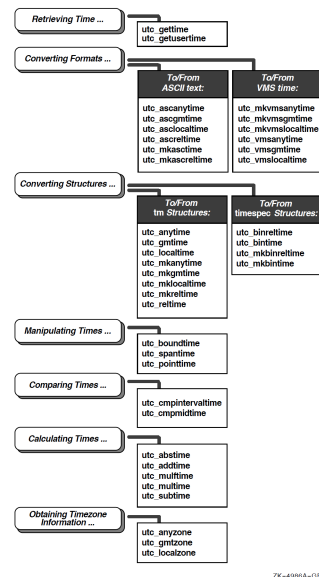 Retrieving Time ...
utc_gettime
utc_getusertime
Converting Formats ...
To/From
ASCII text:
utc_ascanytime
utc_ascgmtime
utc_asclocaltime
utc_ascreltime
utc_mkasctime
utc_mkascreltime
To/From
VMS time:
utc_mkvmsanytime
utc_mkvmsgmtime
utc_mkvmslocaltime
utc_vmsanytime
utc_vmsgmtime
utc_vmslocaltime
Converting Structures ...
To/From
tm Structures:
utc_anytime
utc_gmtime
utc_localtime
utc_mkanytime
utc_mkgmtime
utc_mklocaltime
utc_mkreltime
utc_reltime
To/From
timespec Structures:
utc_binreltime
utc_bintime
utc_mkbinreltime
utc_mkbintime
Manipulating Times ...
utc_boundtime
utc_spantime
utc_pointtime
Comparing Times ...
utc_cmpintervaltime
utc_cmpmidtime
Calculating Times ...
utc_abstime
utc_addtime
utc_mulftime
utc_multime
utc_subtime
Obtaining Timezone
Information ...
utc_anyzone
utc_gmtzone
utc_localzone